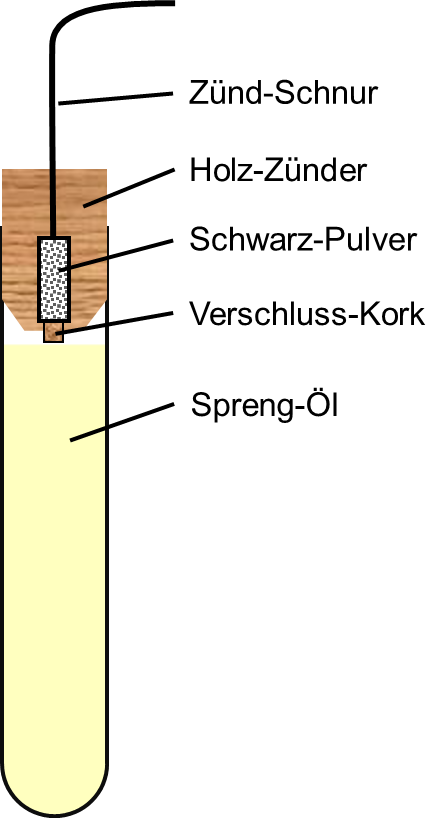 Zünd-Schnur
Holz-Zünder
Schwarz-Pulver
Verschluss-Kork
Spreng-Öl